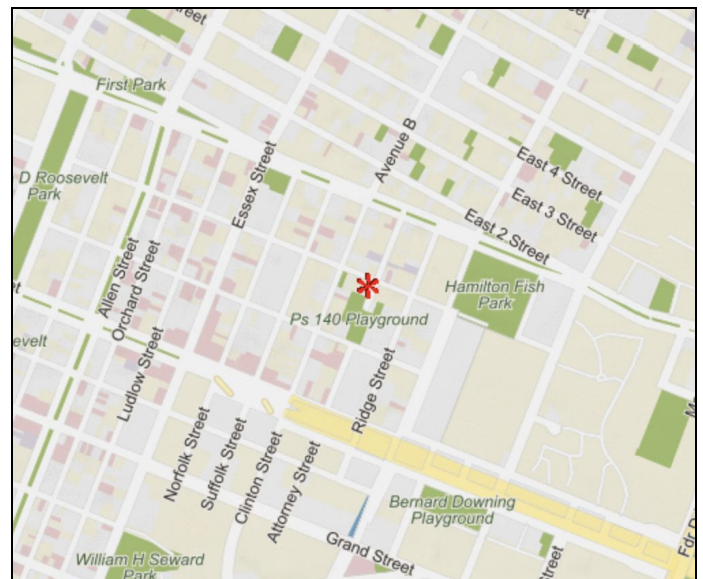 First Park
D Roosevelt
Park
Essex Street
Avenue B
East 4 Street
East 3 Street
East 2 Street
Allen Street
Orchard Street
Ludlow Street
Hamilton Fish
Park
Ps 140 Playground
evelt
Ridge Street
Norfolk Street
Suffolk Street
Clinton Street
Attorney Street
Bernard Downing
Playground
Grand Street
William H Seward
Park
Fdr D